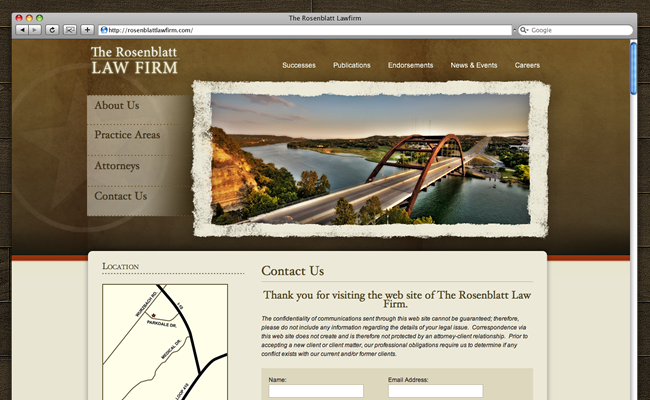 The Rosenblatt Lawfirm
http://rosenblattlawfirm.com/
Google
The Rosenblatt
LAW FIRM
Successes
Publications
Endorsements
News & Events
Careers
About Us
Practice Areas
Attorneys
Contact Us
LOCATION
WURZBACH RD.
I-10
PARKDALE DR.
MEDICAL DR.
LOOP 410
Contact Us
Thank you for visiting the web site of The Rosenblatt Law
Firm.
The confidentiality of communications sent through this web site cannot be guaranteed; therefore,
please do not include any information regarding the details of your legal issue. Correspondence via
this web site does not create and is therefore not protected by an attorney-client relationship. Prior to
accepting a new client or client matter, our professional obligations require us to determine if any
conflict exists with our current and/or former clients.
Name:
Email Address: